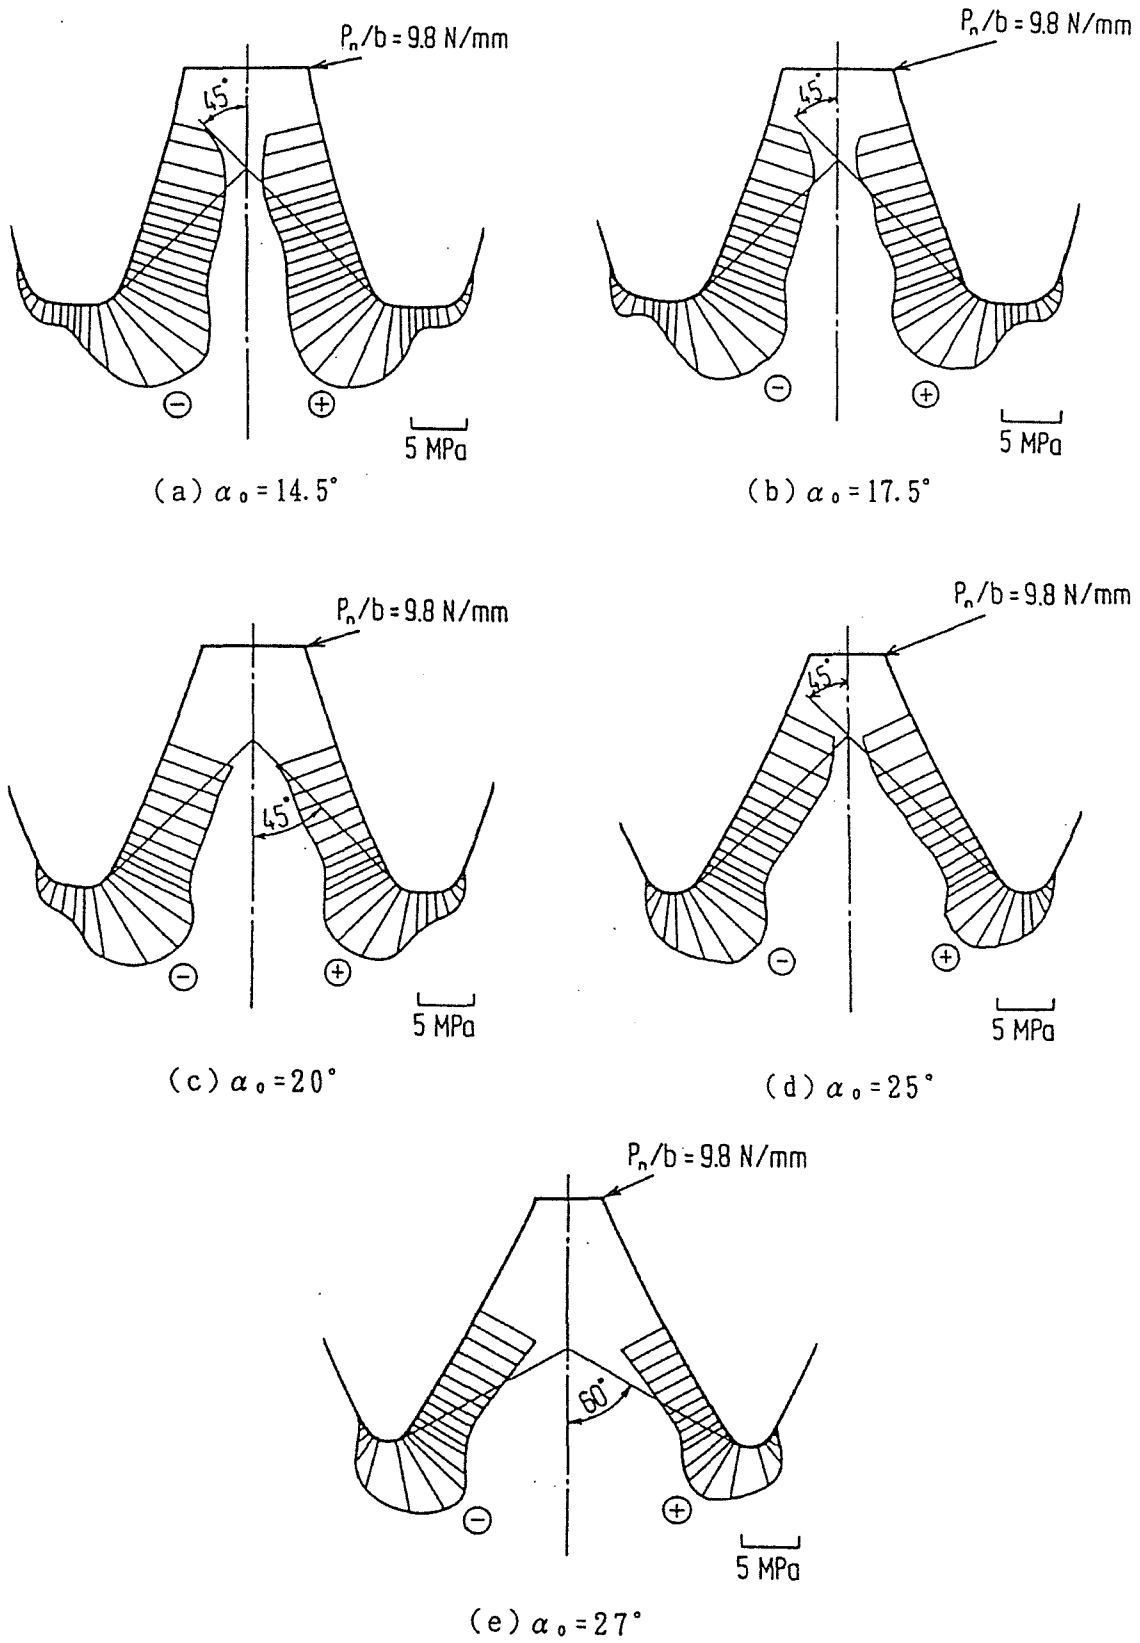 Pn/b = 9.8 N/mm
45°
⊖ ⊕
5 MPa
(a) α₀ = 14.5°
Pn/b = 9.8 N/mm
45°
⊖ ⊕
5 MPa
(b) α₀ = 17.5°
Pn/b = 9.8 N/mm
45°
⊖ ⊕
5 MPa
(c) α₀ = 20°
Pn/b = 9.8 N/mm
45°
⊖ ⊕
5 MPa
(d) α₀ = 25°
Pn/b = 9.8 N/mm
60°
⊖ ⊕
5 MPa
(e) α₀ = 27°